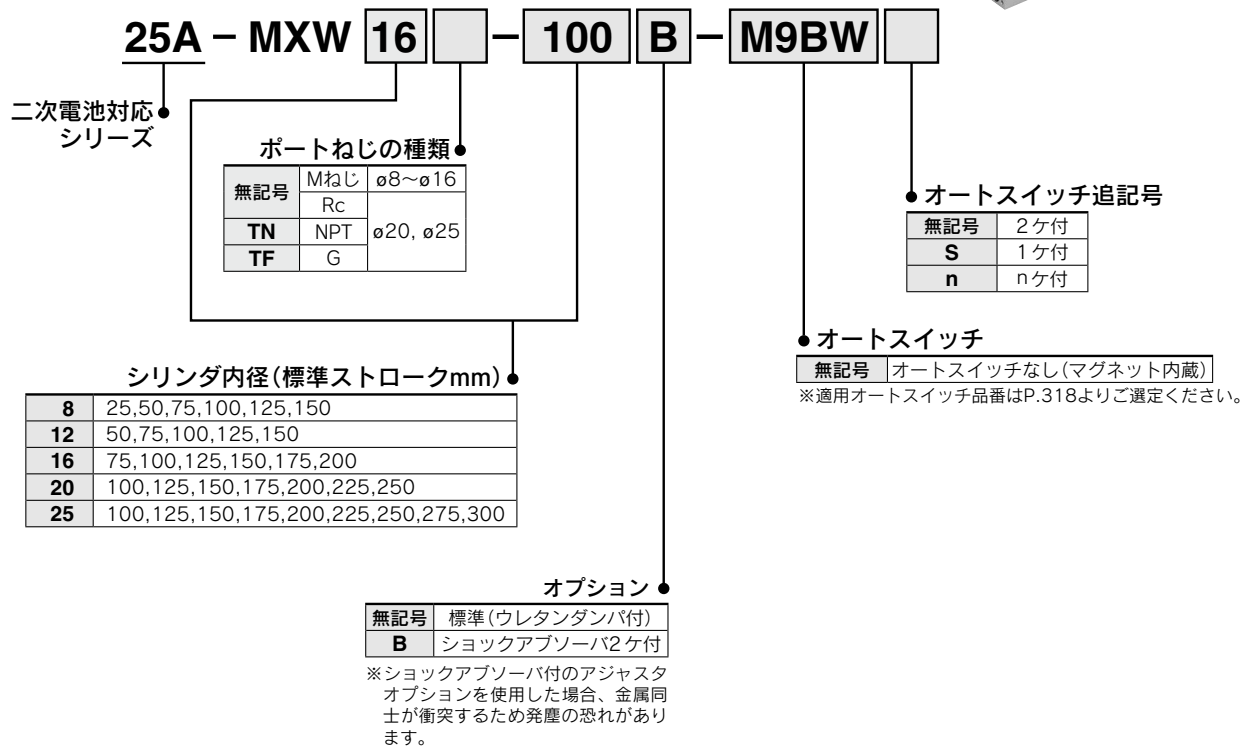 25A－MXW 16 － 100 B － M9BW
二次電池対応
シリーズ
ポートねじの種類
無記号 Mねじ ø8～ø16
Rc
TN NPT ø20, ø25
TF G
オートスイッチ追記号
無記号 2ケ付
S 1ケ付
n nケ付
オートスイッチ
無記号 オートスイッチなし(マグネット内蔵)
※適用オートスイッチ品番はP.318よりご選定ください。
シリンダ内径(標準ストロークmm)
8 25,50,75,100,125,150
12 50,75,100,125,150
16 75,100,125,150,175,200
20 100,125,150,175,200,225,250
25 100,125,150,175,200,225,250,275,300
オプション
無記号 標準(ウレタンダンパ付)
B ショックアブソーバ2ケ付
※ショックアブソーバ付のアジャスタ
オプションを使用した場合、金属同
士が衝突するため発塵の恐れがあり
ます。